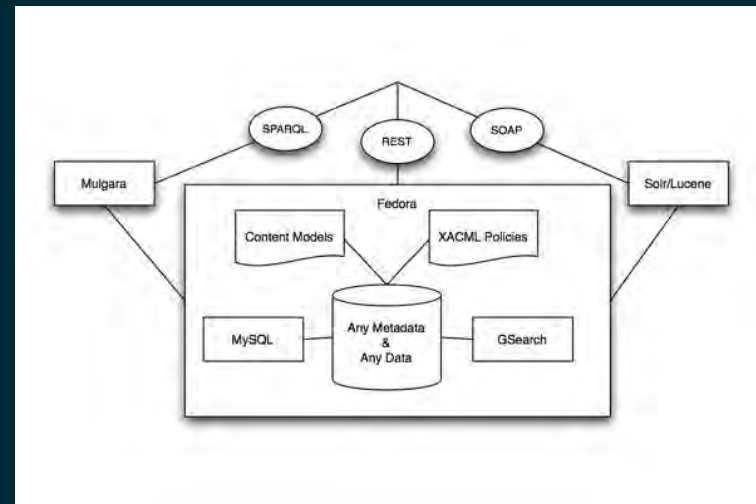 SPARQL
REST
SOAP
Mulgara
Solr/Lucene
Fedora
Content Models
XACML Policies
MySQL
Any Metadata
&
Any Data
GSearch